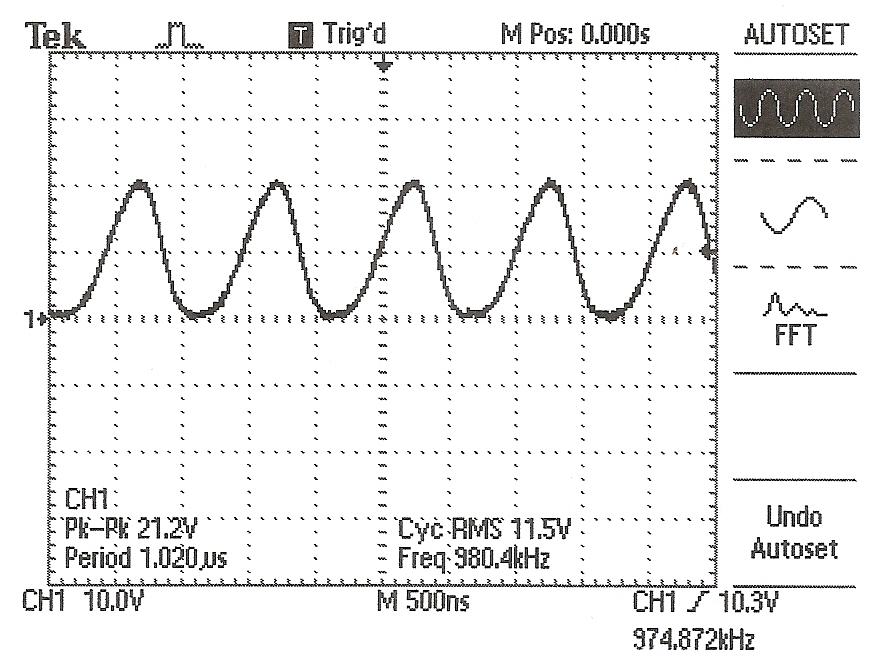 Tek T Trig'd M Pos: 0.000s AUTOSET
1
FFT
CH1
Pk-Pk 21.2V Cyc RMS 11.5V
Period 1.020µs Freq 980.4kHz
Undo
Autoset
CH1 10.0V M 500ns CH1 10.3V
974.872kHz